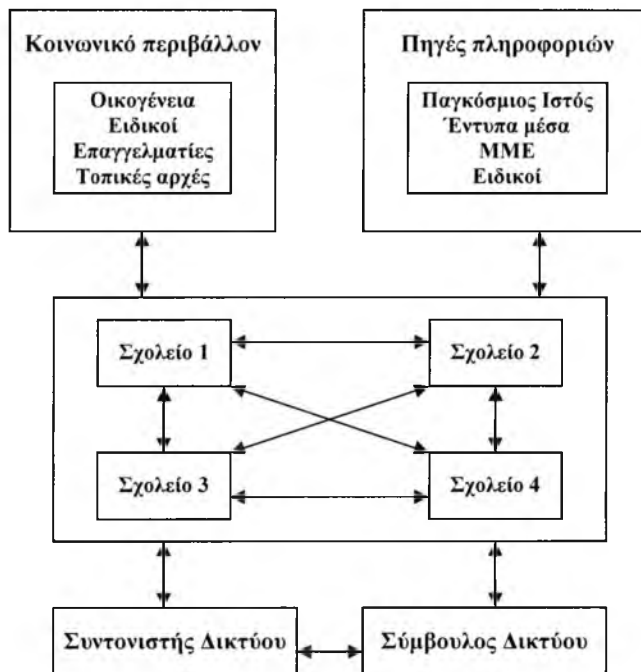 Κοινωνικό περιβάλλον
Οικογένεια
Ειδικοί
Επαγγελματίες
Τοπικές αρχές
Πηγές πληροφοριών
Παγκόσμιος Ιστός
Έντυπα μέσα
ΜΜΕ
Ειδικοί
Σχολείο 1
Σχολείο 2
Σχολείο 3
Σχολείο 4
Συντονιστής Δικτύου
Σύμβουλος Δικτύου